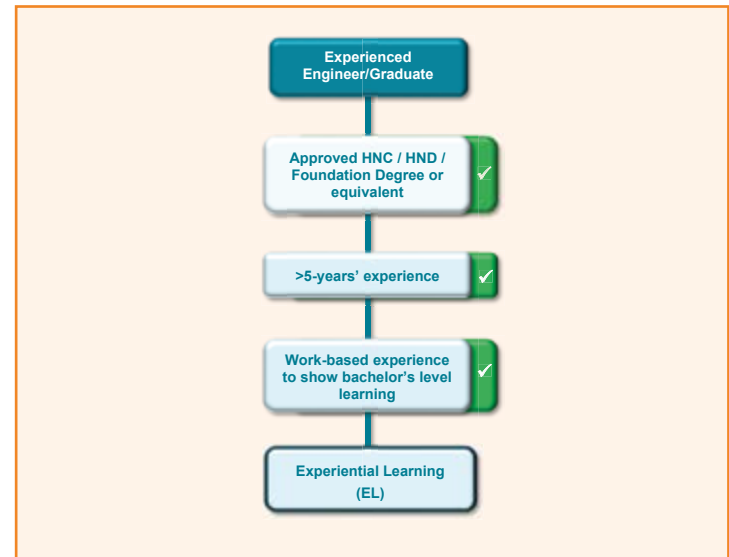 Experienced
Engineer/Graduate
Approved HNC / HND /
Foundation Degree or
equivalent
>5-years’ experience
Work-based experience
to show bachelor’s level
learning
Experiential Learning
(EL)